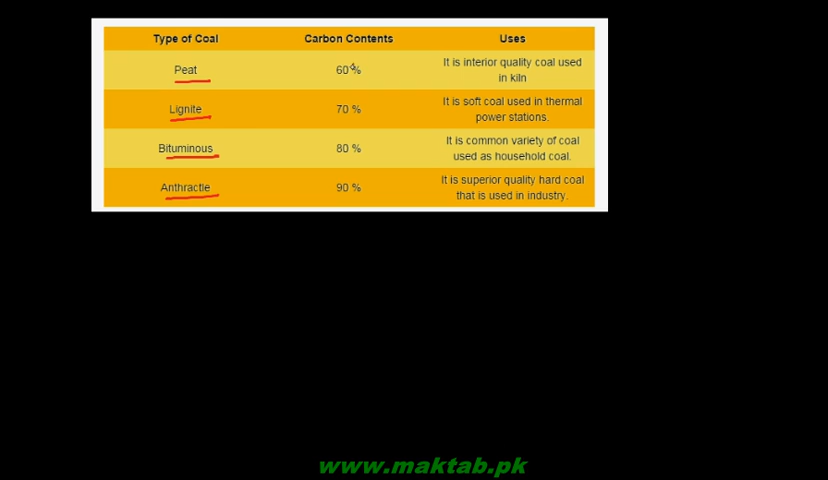 Type of Coal Carbon Contents Uses
Peat 60 % It is interior quality coal used
in kiln
Lignite 70 % It is soft coal used in thermal
power stations.
Bituminous 80 % It is common variety of coal
used as household coal.
Anthractle 90 % It is superior quality hard coal
that is used in industry.
www.maktab.pk